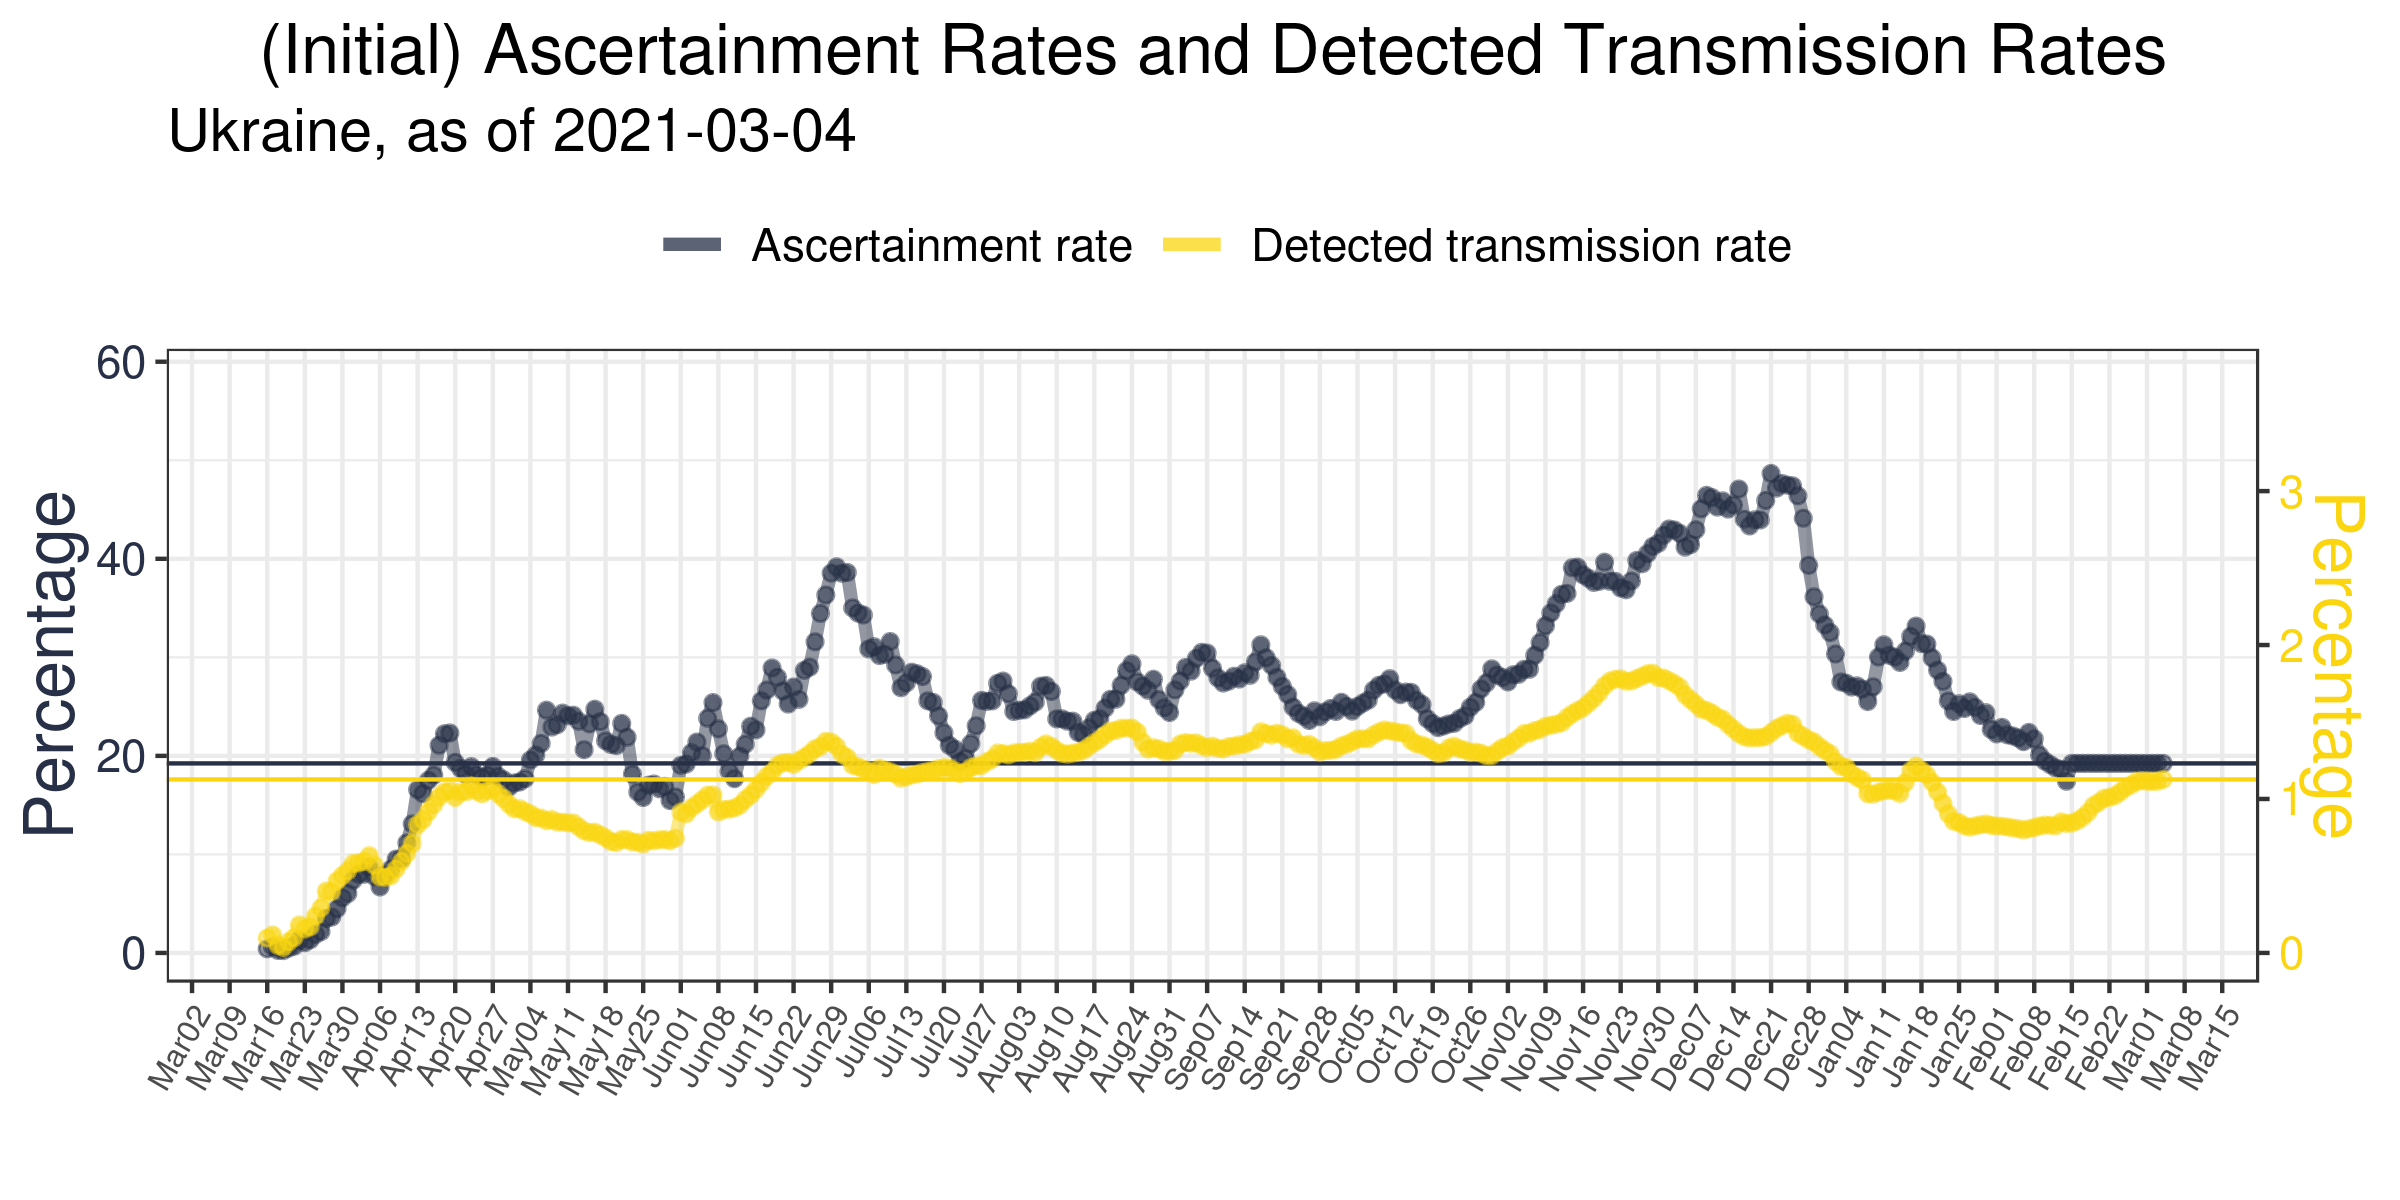 (Initial) Ascertainment Rates and Detected Transmission Rates
Ukraine, as of 2021-03-04
Ascertainment rate Detected transmission rate
Percentage
60
40
20
0
3
2
1
0
Percentage
Mar02 Mar09 Mar16 Mar23 Mar30 Apr06 Apr13 Apr20 Apr27 May04 May11 May18 May25 Jun01 Jun08 Jun15 Jun22 Jun29 Jul06 Jul13 Jul20 Jul27 Aug03 Aug10 Aug17 Aug24 Aug31 Sep07 Sep14 Sep21 Sep28 Oct05 Oct12 Oct19 Oct26 Nov02 Nov09 Nov16 Nov23 Nov30 Dec07 Dec14 Dec21 Dec28 Jan04 Jan11 Jan18 Jan25 Feb01 Feb08 Feb15 Feb22 Mar01 Mar08 Mar15